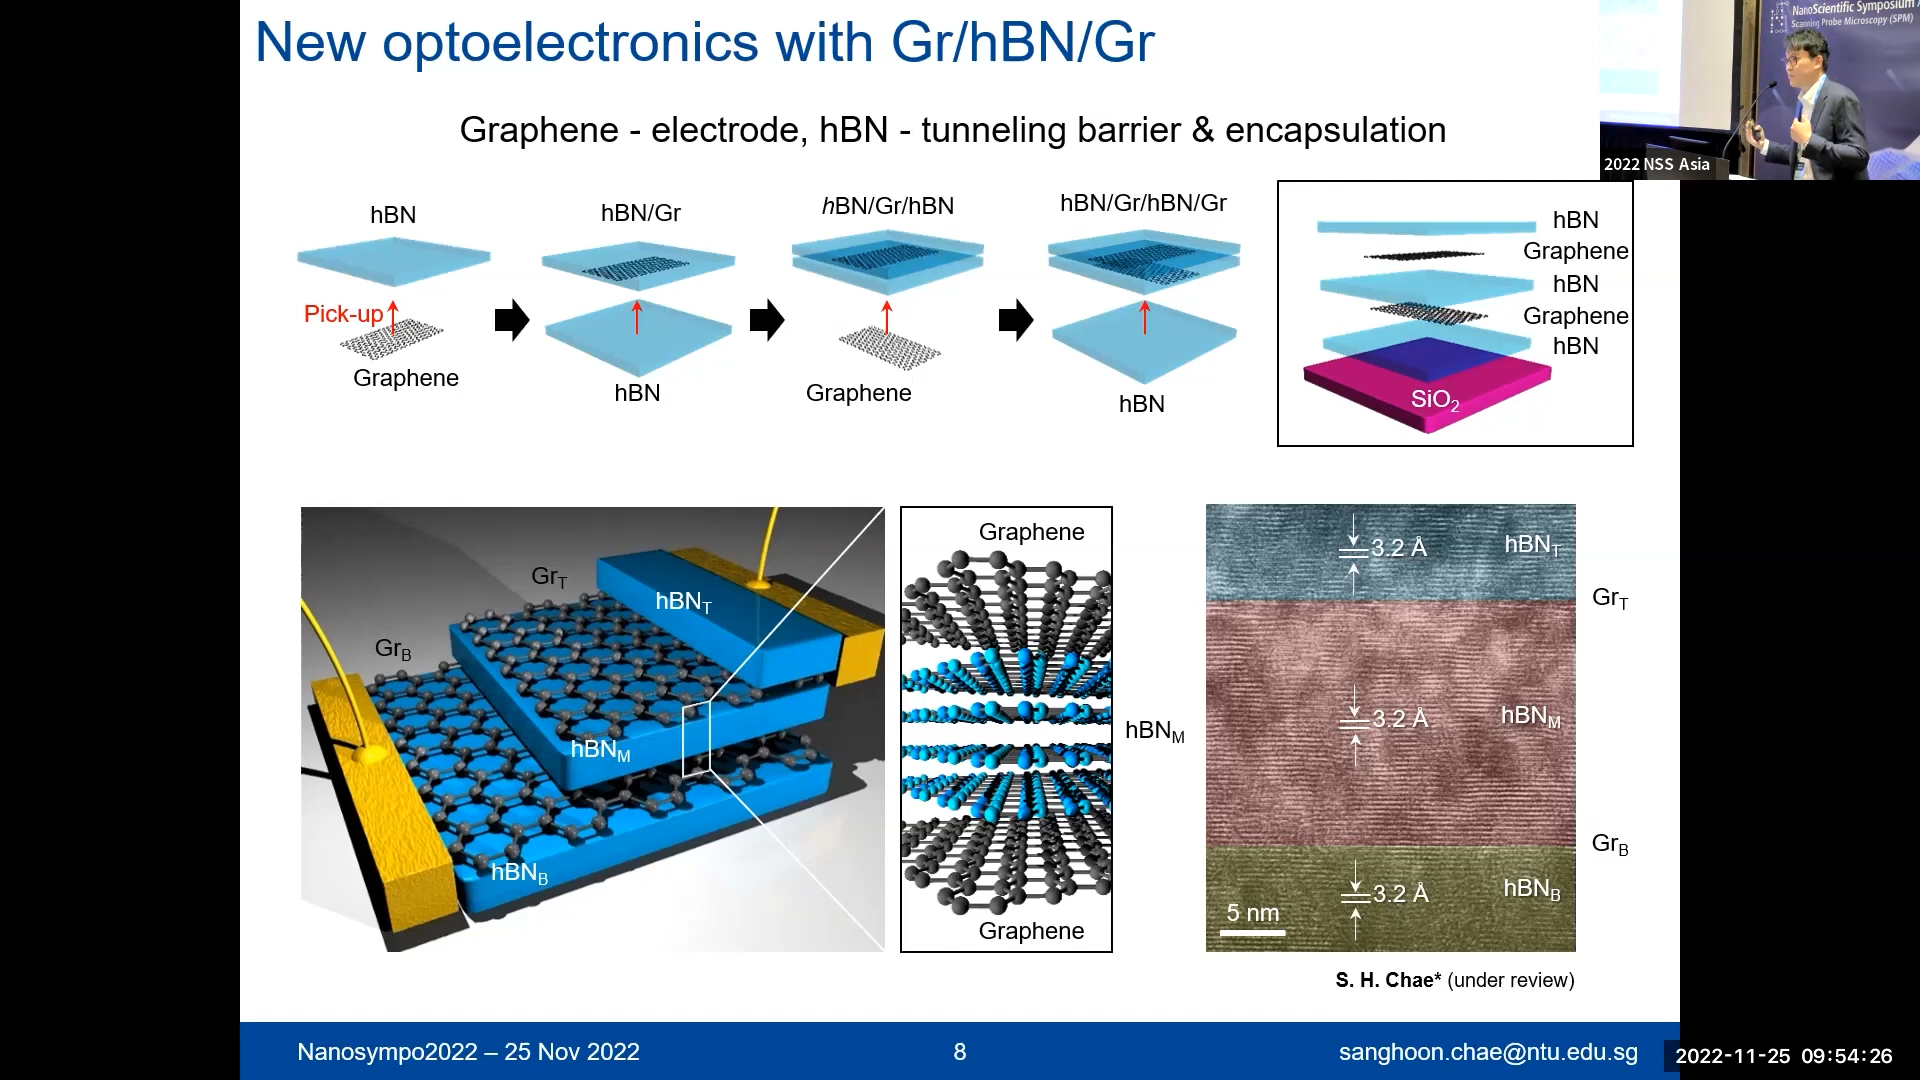 New optoelectronics with Gr/hBN/Gr
NanoScientific Symposium
Scanning Probe Microscopy (SPM)
2022 NSS Asia
Graphene - electrode, hBN - tunneling barrier & encapsulation
hBN
hBN/Gr
hBN/Gr/hBN
hBN/Gr/hBN/Gr
Pick-up
Graphene
hBN
Graphene
hBN
hBN
Graphene
hBN
Graphene
hBN
SiO2
GrT
hBNT
GrB
hBNM
hBNB
Graphene
hBNM
Graphene
3.2 Å
hBNT
GrT
3.2 Å
hBNM
GrB
3.2 Å
hBNB
5 nm
S. H. Chae* (under review)
Nanosympo2022 – 25 Nov 2022
8
sanghoon.chae@ntu.edu.sg
2022-11-25 09:54:26